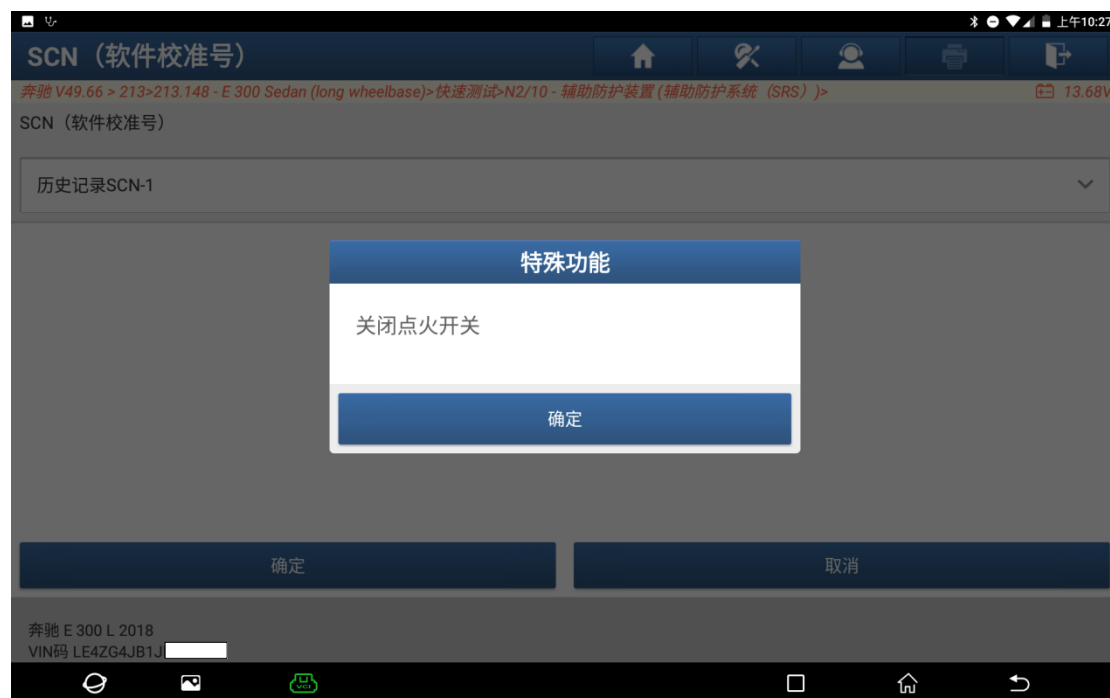 上午10:27
SCN（软件校准号）
奔驰 V49.66 > 213>213.148 - E 300 Sedan (long wheelbase)>快速测试>N2/10 - 辅助防护装置 (辅助防护系统（SRS）)>
13.68V
SCN（软件校准号）
历史记录SCN-1
特殊功能
关闭点火开关
确定
确定
取消
奔驰 E 300 L 2018
VIN码 LE4ZG4JB1J
VCI